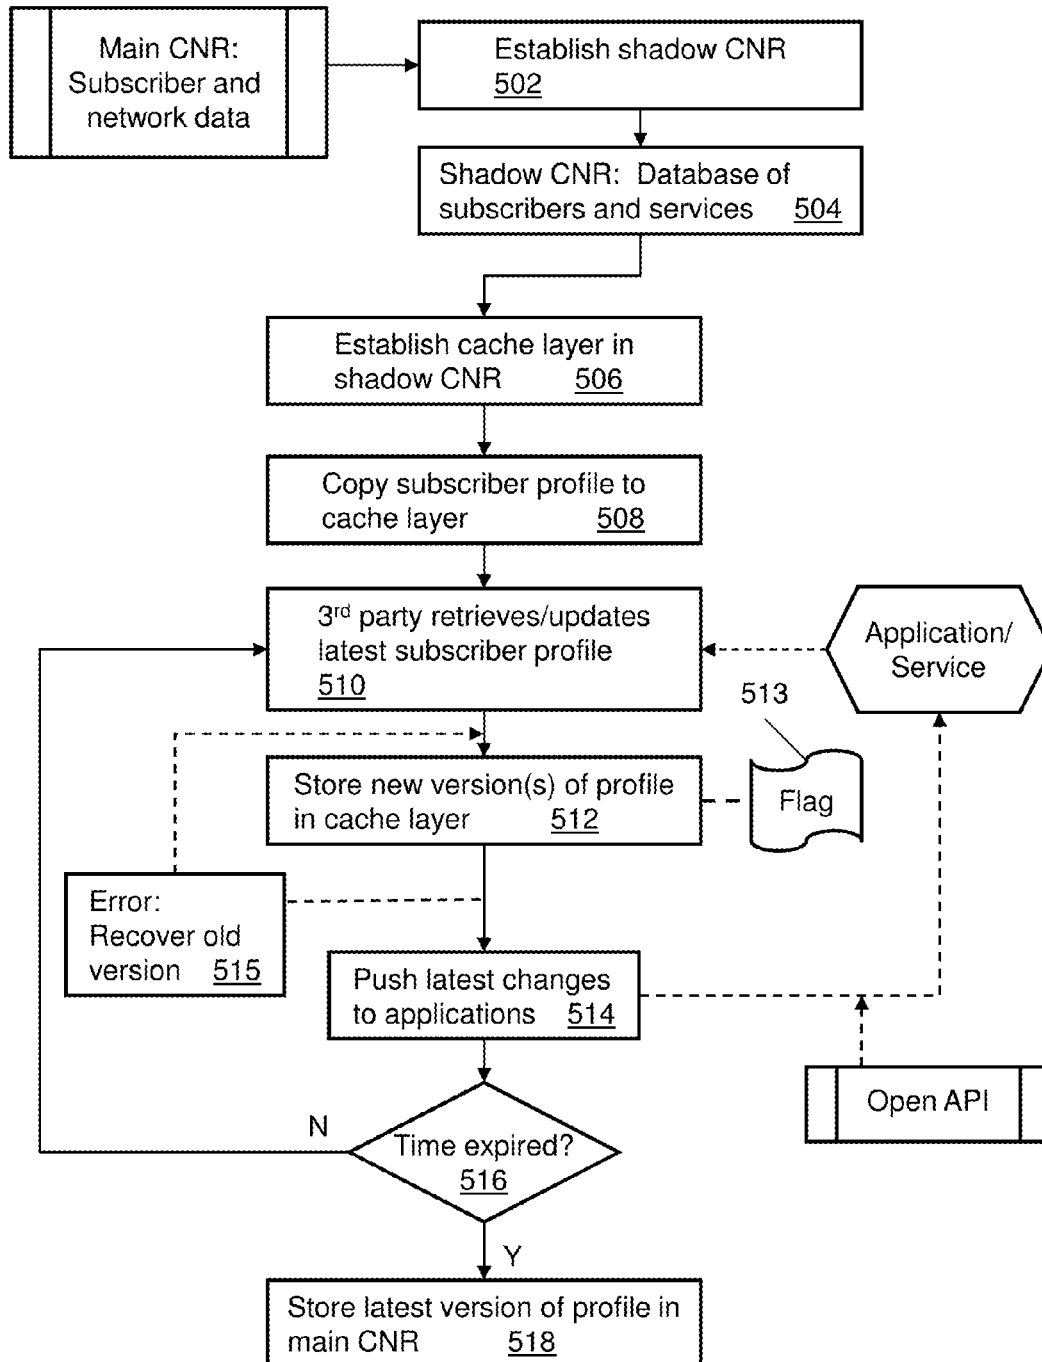 Main CNR:
Subscriber and
network data
Establish shadow CNR
502
Shadow CNR: Database of
subscribers and services 504
Establish cache layer in
shadow CNR 506
Copy subscriber profile to
cache layer 508
3rd party retrieves/updates
latest subscriber profile
510
Application/
Service
513
Store new version(s) of profile
in cache layer 512
Flag
Error:
Recover old
version 515
Push latest changes
to applications 514
Open API
N
Time expired?
516
Y
Store latest version of profile in
main CNR 518